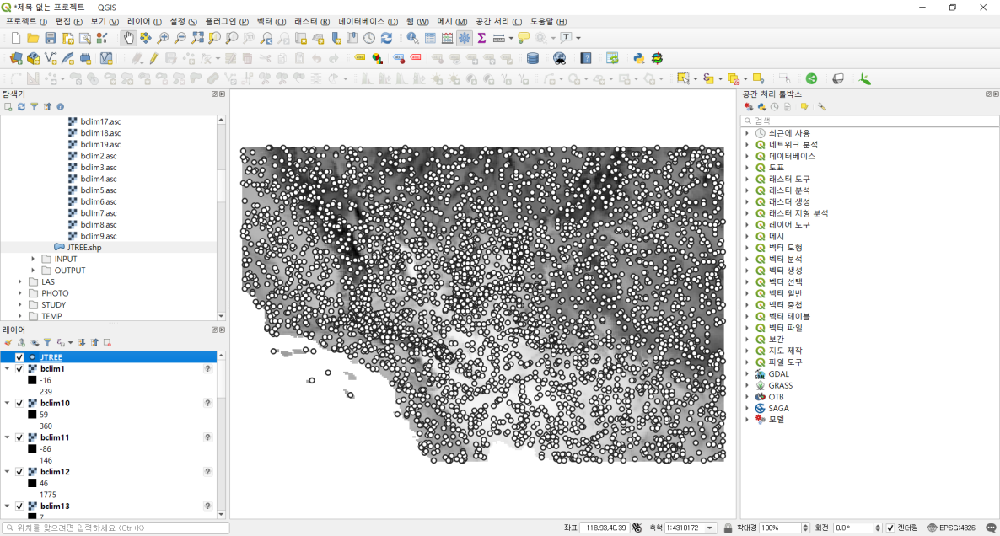 *제목 없는 프로젝트 — QGIS
프로젝트 (J) 편집 (E) 보기 (V) 레이어 (L) 설정 (S) 플러그인 (P) 벡터 (O) 래스터 (R) 데이터베이스 (D) 웹 (W) 메시 (M) 공간 처리 (C) 도움말 (H)
탐색기
bclim17.asc
bclim18.asc
bclim19.asc
bclim2.asc
bclim3.asc
bclim4.asc
bclim5.asc
bclim6.asc
bclim7.asc
bclim8.asc
bclim9.asc
JTREE.shp
INPUT
OUTPUT
LAS
PHOTO
STUDY
TEMP
레이어
JTREE
bclim1
-16
239
bclim10
59
360
bclim11
-86
146
bclim12
46
1775
bclim13
7
공간 처리 툴박스
검색…
최근에 사용
네트워크 분석
데이터베이스
도표
래스터 도구
래스터 분석
래스터 생성
래스터 지형 분석
레이어 도구
메시
벡터 도형
벡터 분석
벡터 생성
벡터 선택
벡터 일반
벡터 중첩
벡터 테이블
벡터 파일
보간
지도 제작
파일 도구
GDAL
GRASS
OTB
SAGA
모델
위치를 찾으려면 입력하세요 (Ctrl+K)
좌표 -118.93,40.39 축척 1:4310172 확대경 100% 회전 0.0° 렌더링 EPSG:4326